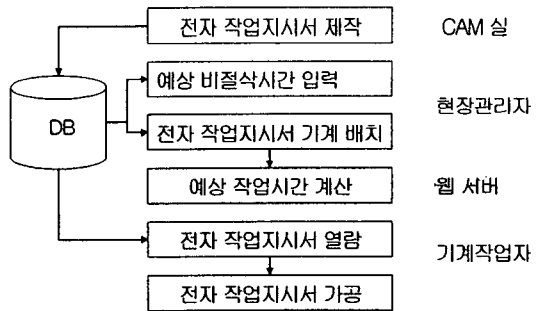 전자 작업지시서 제작
CAM 실
예상 비절삭시간 입력
현장관리자
DB
전자 작업지시서 기계 배치
예상 작업시간 계산
웹 서버
전자 작업지시서 열람
기계작업자
전자 작업지시서 가공